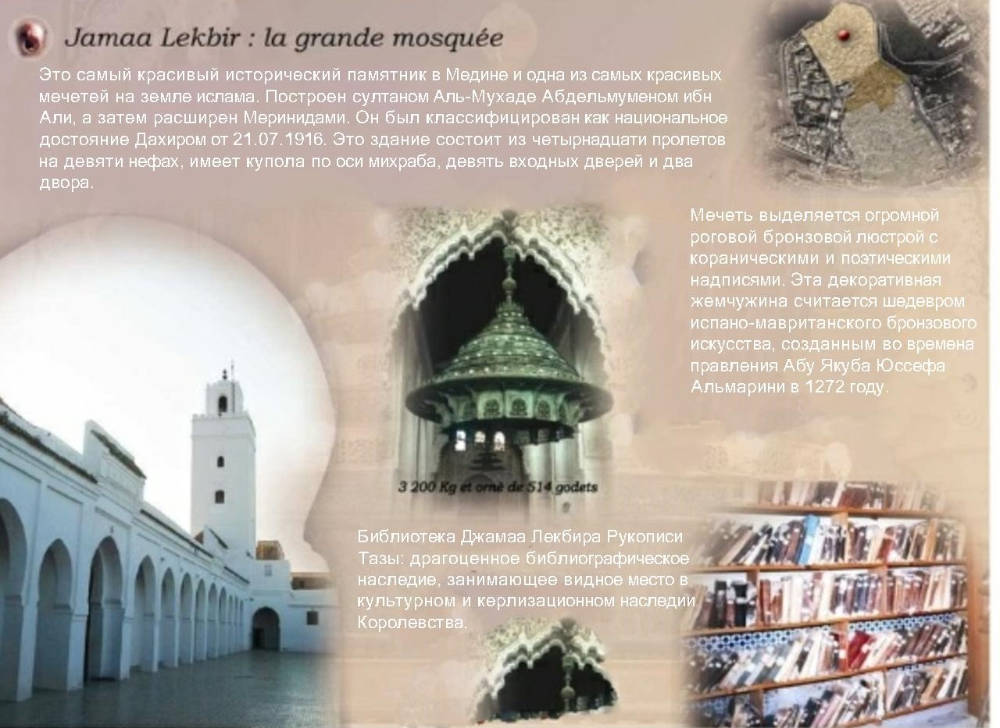 Jamaa Lekbir : la grande mosquée
Это самый красивый исторический памятник в Медине и одна из самых красивых
мечетей на земле ислама. Построен султаном Аль-Мухаде Абдельмуменом ибн
Али, а затем расширен Меринидами. Он был классифицирован как национальное
достояние Дахиром от 21.07.1916. Это здание состоит из четырнадцати пролетов
на девяти нефах, имеет купола по оси михраба, девять входных дверей и два
двора.
Мечеть выделяется огромной
роговой бронзовой люстрой с
кораническими и поэтическими
надписями. Эта декоративная
жемчужина считается шедевром
испано-мавританского бронзового
искусства, созданным во времена
правления Абу Якуба Юссефа
Альмарини в 1272 году.
3 200 Kg et orné de 514 godets
Библиотека Джамаа Лекбира Рукописи
Тазы: драгоценное библиографическое
наследие, занимающее видное место в
культурном и керлизационном наследии
Королевства.